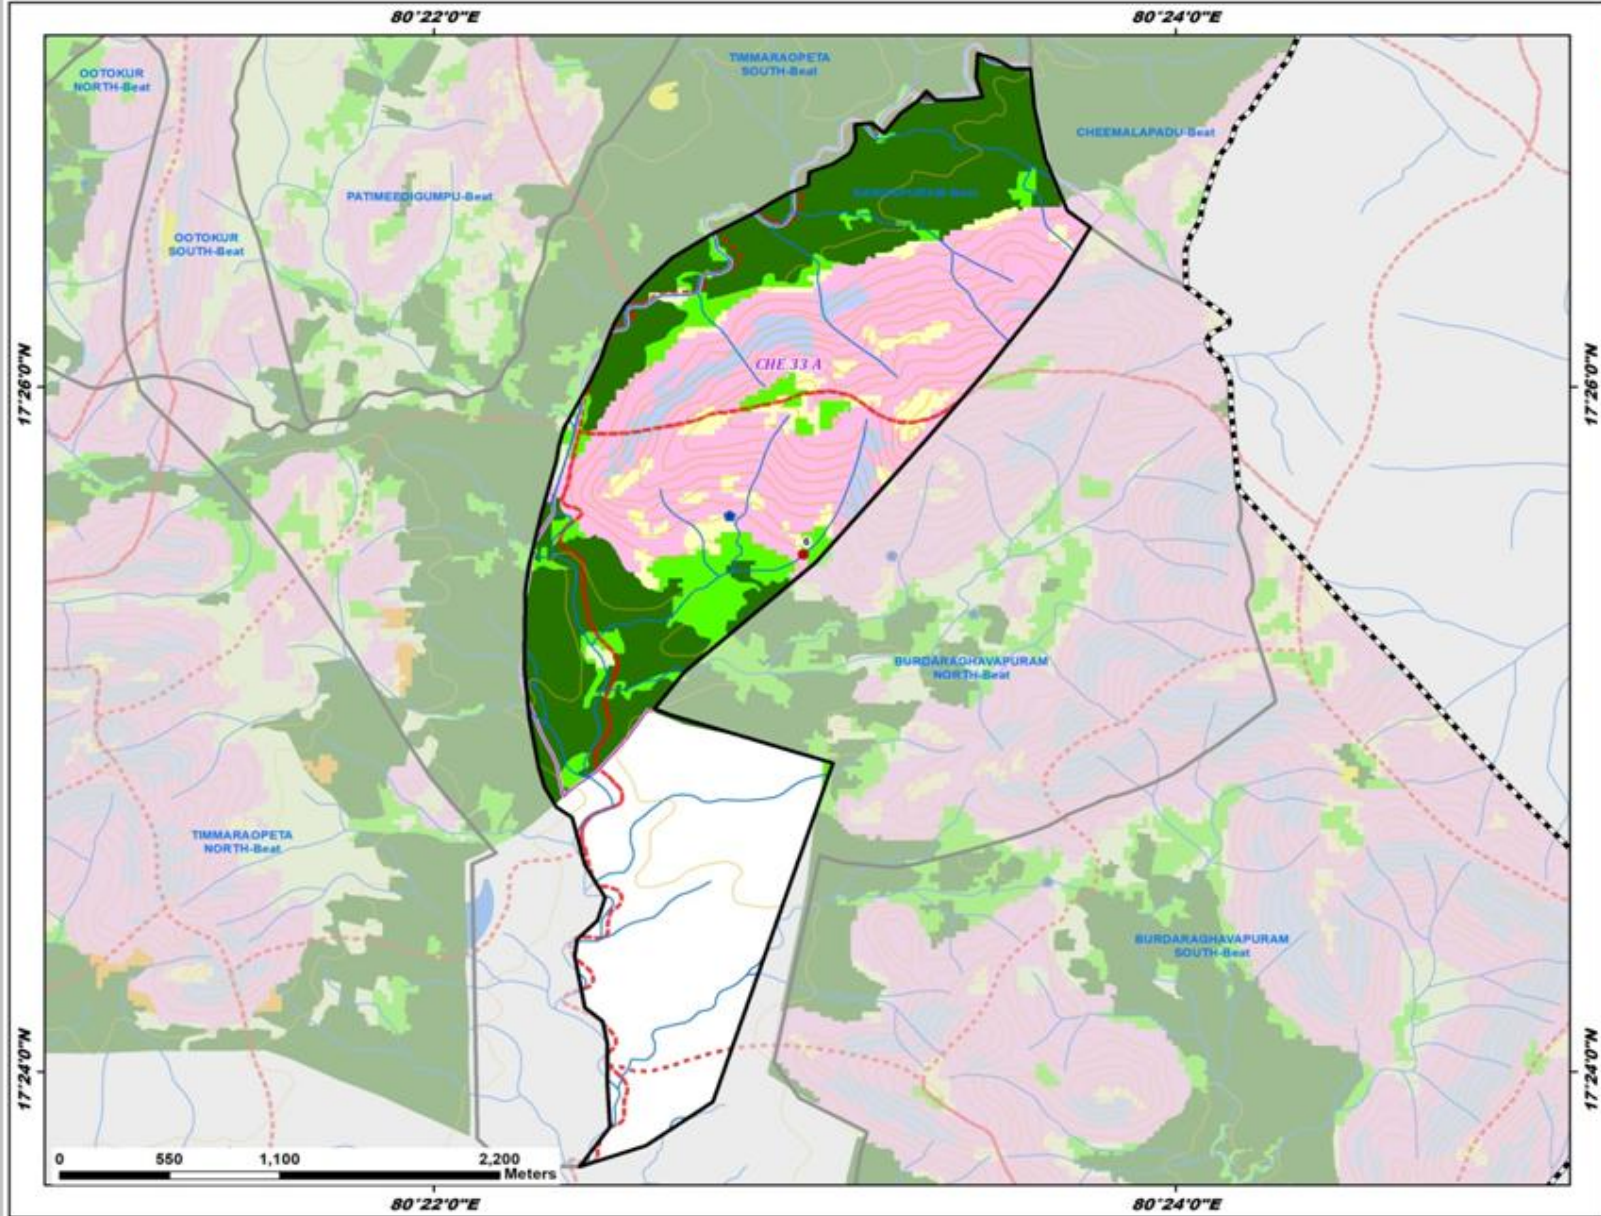 80°22'0"E
80°24'0"E
TIMMARAOPETA
SOUTH-Beat
OOTOKUR
NORTH-Beat
CHEEMALAPADU-Beat
PATIMEEDIGUMPU-Beat
OOTOKUR
SOUTH-Beat
CHE 33 A
17°26'0"N
17°26'0"N
6
BURDARAGHAVAPURAM
NORTH-Beat
TIMMARAOPETA
NORTH-Beat
BURDARAGHAVAPURAM
SOUTH-Beat
17°24'0"N
17°24'0"N
0 550 1,100 2,200
Meters
80°22'0"E
80°24'0"E